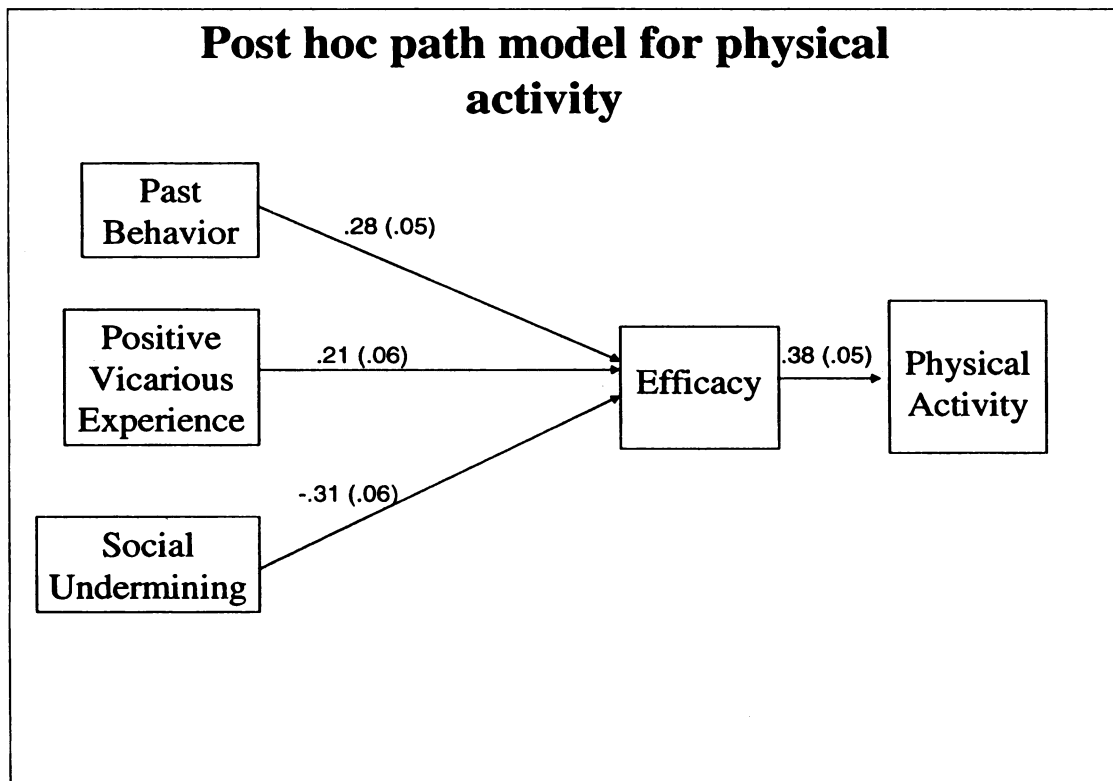 Post hoc path model for physical
activity
Past
Behavior
.28 (.05)
Positive
Vicarious
Experience
.21 (.06)
Efficacy
.38 (.05)
Physical
Activity
-.31 (.06)
Social
Undermining